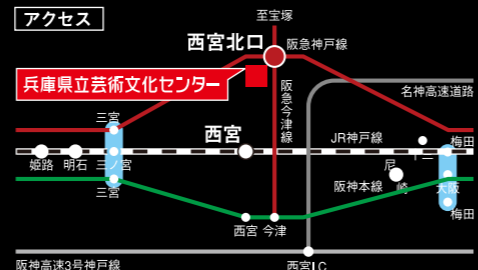 アクセス
至宝塚
西宮北口
阪急神戸線
兵庫県立芸術文化センター
阪急今津線
名神高速道路
三宮
西宮
JR神戸線
梅田
姫路
明石
三ノ宮
尼崎
大阪
三宮
阪神本線
梅田
西宮
今津
阪神高速3号神戸線
西宮IC